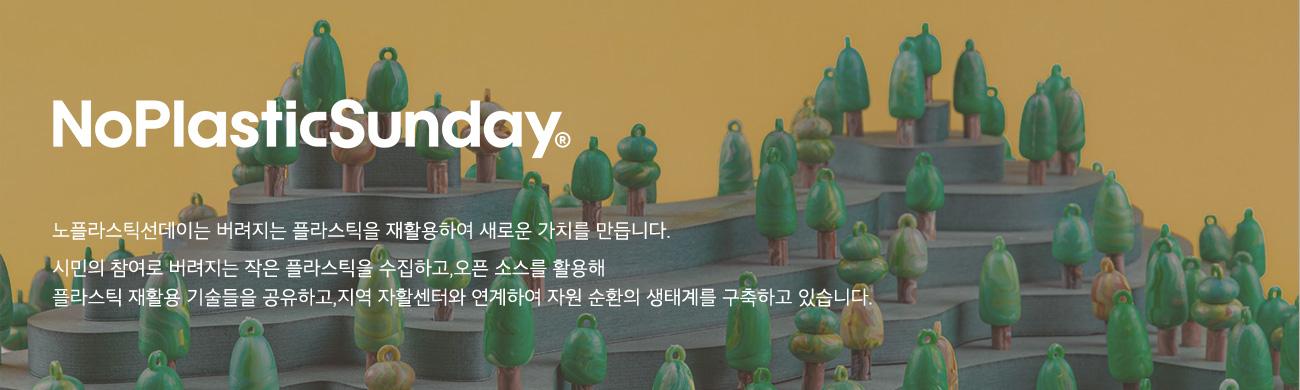 NoPlasticSunday®
노플라스틱선데이는 버려지는 플라스틱을 재활용하여 새로운 가치를 만듭니다.
시민의 참여로 버려지는 작은 플라스틱을 수집하고,오픈 소스를 활용해
플라스틱 재활용 기술들을 공유하고,지역 자활센터와 연계하여 자원 순환의 생태계를 구축하고 있습니다.